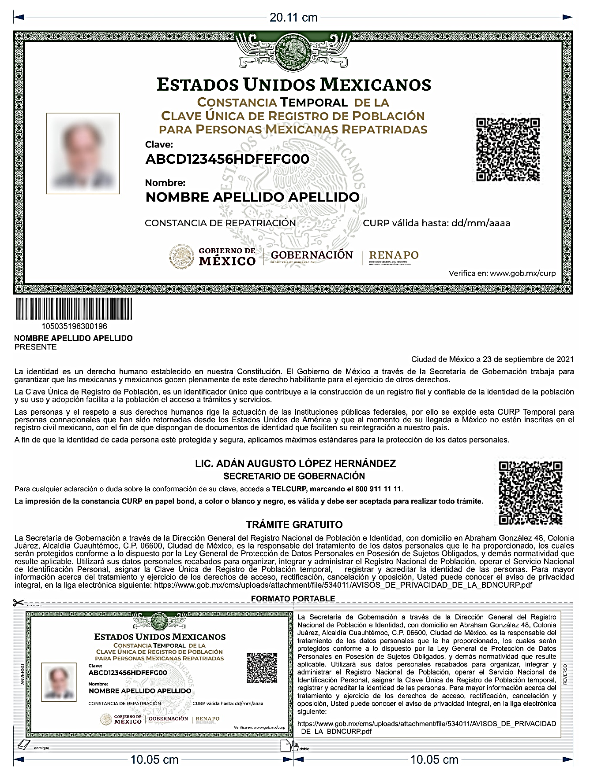 20.11 cm
ESTADOS UNIDOS MEXICANOS
CONSTANCIA TEMPORAL DE LA
CLAVE ÚNICA DE REGISTRO DE POBLACIÓN
PARA PERSONAS MEXICANAS REPATRIADAS
Clave:
ABCD123456HDFEFG00
Nombre:
NOMBRE APELLIDO APELLIDO
CONSTANCIA DE REPATRIACIÓN CURP válida hasta: dd/mm/aaaa
GOBIERNO DE MÉXICO GOBERNACIÓN RENAPO
Verifica en: www.gob.mx/curp
105035196300196
NOMBRE APELLIDO APELLIDO
PRESENTE
Ciudad de México a 23 de septiembre de 2021
La identidad es un derecho humano establecido en nuestra Constitución. El Gobierno de México a través de la Secretaría de Gobernación trabaja para
garantizar que las mexicanas y mexicanos gocen plenamente de este derecho habilitante para el ejercicio de otros derechos.
La Clave Única de Registro de Población, es un identificador único que contribuye a la construcción de un registro fiel y confiable de la identidad de la población
y su uso y adopción facilita a la población el acceso a trámites y servicios.
Las personas y el respeto a sus derechos humanos rige la actuación de las Instituciones públicas federales, por ello se expide esta CURP Temporal para
personas connacionales que han sido retornadas desde los Estados Unidos de América y que al momento de su llegada a México no están inscritas en el
registro civil mexicano, con el fin de que dispongan de documentos de identidad que faciliten su reintegración a nuestro país.
A fin de que la identidad de cada persona esté protegida y segura, aplicamos máximos estándares para la protección de los datos personales.
LIC. ADÁN AUGUSTO LÓPEZ HERNÁNDEZ
SECRETARIO DE GOBERNACIÓN
Para cualquier aclaración o duda sobre la conformación de su clave, acceda a TELCURP, marcando el 800 911 11 11.
La impresión de la constancia CURP en papel bond, a color o blanco y negro, es válida y debe ser aceptada para realizar todo trámite.
TRÁMITE GRATUITO
La Secretaría de Gobernación a través de la Dirección General del Registro Nacional de Población e Identidad, con domicilio en Abraham González 48, Colonia
Juárez, Alcaldía Cuauhtémoc, C.P. 06600, Ciudad de México, es la responsable del tratamiento de los datos personales que le ha proporcionado, los cuales
serán protegidos conforme a lo dispuesto por la Ley General de Protección de Datos Personales en Posesión de Sujetos Obligados, y demás normatividad que
resulte aplicable. Utilizará sus datos personales recabados para organizar, integrar y administrar el Registro Nacional de Población, operar el Servicio Nacional
de Identificación Personal, asignar la Clave Única de Registro de Población temporal, registrar y acreditar la identidad de las personas. Para mayor
información acerca del tratamiento y ejercicio de los derechos de acceso, rectificación, cancelación y oposición, Usted puede conocer el aviso de privacidad
integral, en la liga electrónica siguiente: https://www.gob.mx/cms/uploads/attachment/file/534011/AVISOS_DE_PRIVACIDAD_DE_LA_BDNCURP.pdf
FORMATO PORTABLE
ESTADOS UNIDOS MEXICANOS
CONSTANCIA TEMPORAL DE LA
CLAVE ÚNICA DE REGISTRO DE POBLACIÓN
PARA PERSONAS MEXICANAS REPATRIADAS
Clave:
ABCD123456HDFEFG00
Nombre:
NOMBRE APELLIDO APELLIDO
CONSTANCIA DE REPATRIACIÓN CURP válida hasta: dd/mm/aaaa
GOBIERNO DE MÉXICO GOBERNACIÓN RENAPO
Verifica en: www.gob.mx/curp
La Secretaría de Gobernación a través de la Dirección General del Registro
Nacional de Población e Identidad, con domicilio en Abraham González 48, Colonia
Juárez, Alcaldía Cuauhtémoc, C.P. 06600, Ciudad de México, es la responsable del
tratamiento de los datos personales que le ha proporcionado, los cuales serán
protegidos conforme a lo dispuesto por la Ley General de Protección de Datos
Personales en Posesión de Sujetos Obligados, y demás normatividad que resulte
aplicable. Utilizará sus datos personales recabados para organizar, integrar y
administrar el Registro Nacional de Población, operar el Servicio Nacional de
Identificación Personal, asignar la Clave Única de Registro de Población temporal,
registrar y acreditar la identidad de las personas. Para mayor información acerca del
tratamiento y ejercicio de los derechos de acceso, rectificación, cancelación y
oposición, Usted puede conocer el aviso de privacidad integral, en la liga electrónica
siguiente:
https://www.gob.mx/cms/uploads/attachment/file/534011/AVISOS_DE_PRIVACIDAD
_DE_LA_BDNCURP.pdf
10.05 cm 10.05 cm